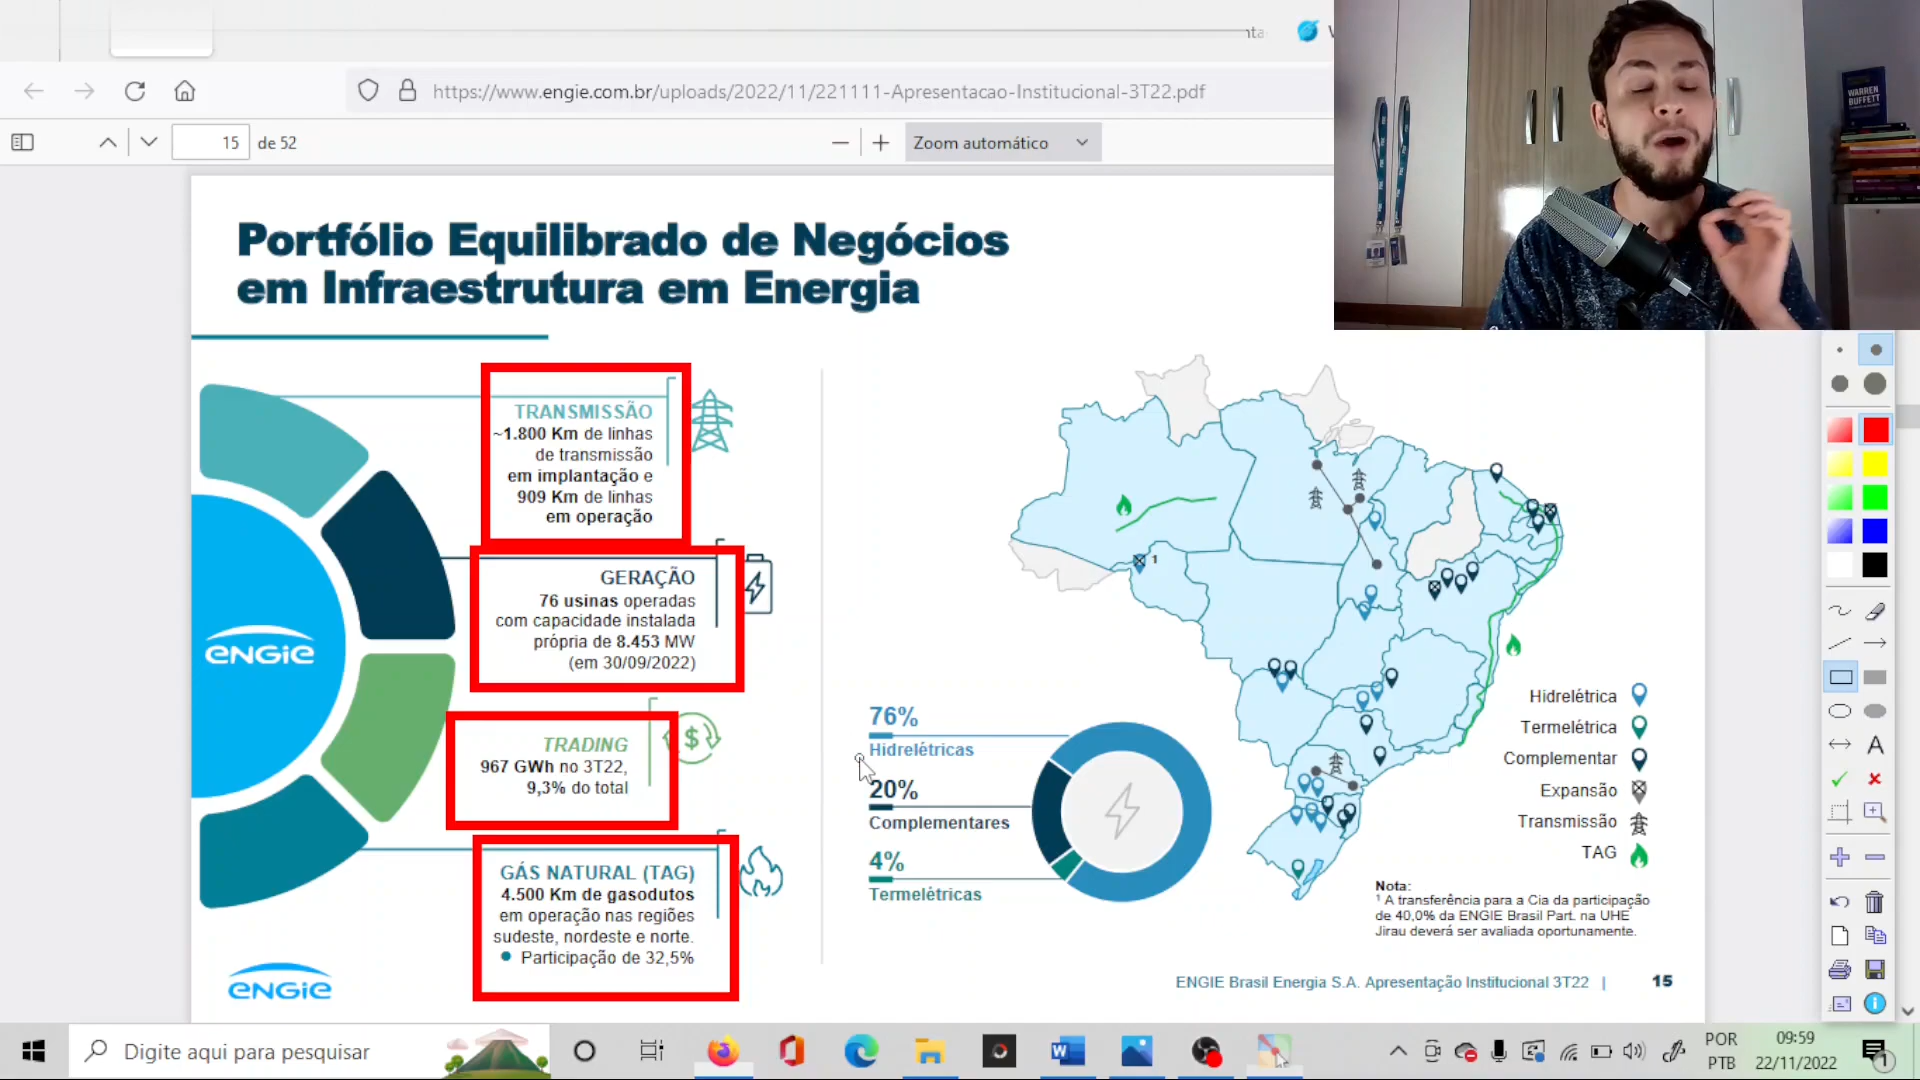 https://www.engie.com.br/uploads/2022/11/221111-Apresentacao-Institucional-3T22.pdf
15 de 52
Zoom automático
WARREN
BUFFETT
Portfólio Equilibrado de Negócios
em Infraestrutura em Energia
TRANSMISSÃO
~1.800 Km de linhas
de transmissão
em implantação e
909 Km de linhas
em operação
GERAÇÃO
76 usinas operadas
com capacidade instalada
própria de 8.453 MW
(em 30/09/2022)
TRADING
967 GWh no 3T22,
9,3% do total
GÁS NATURAL (TAG)
4.500 Km de gasodutos
em operação nas regiões
sudeste, nordeste e norte.
• Participação de 32,5%
ENGIE
ENGIE
76%
Hidrelétricas
20%
Complementares
4%
Termelétricas
1
Hidrelétrica
Termelétrica
Complementar
Expansão
Transmissão
TAG
Nota:
1 A transferência para a Cia da participação
de 40,0% da ENGIE Brasil Part. na UHE
Jirau deverá ser avaliada oportunamente.
ENGIE Brasil Energia S.A. Apresentação Institucional 3T22 | 15
A
Digite aqui para pesquisar
POR
PTB
09:59
22/11/2022
1